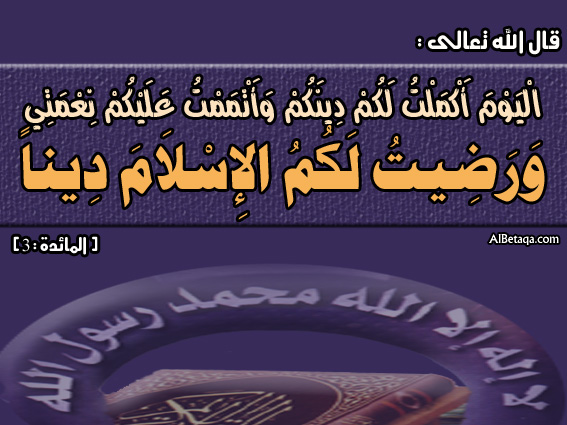 قال الله تعالى :
الْيَوْمَ أَكْمَلْتُ لَكُمْ دِينَكُمْ وَأَتْمَمْتُ عَلَيْكُمْ نِعْمَتِي
وَرَضِيتُ لَكُمُ الإِسْلاَمَ دِيناً
[ المائدة : 3 ]
AlBetaqa.com
لا إله إلا الله محمد رسول الله